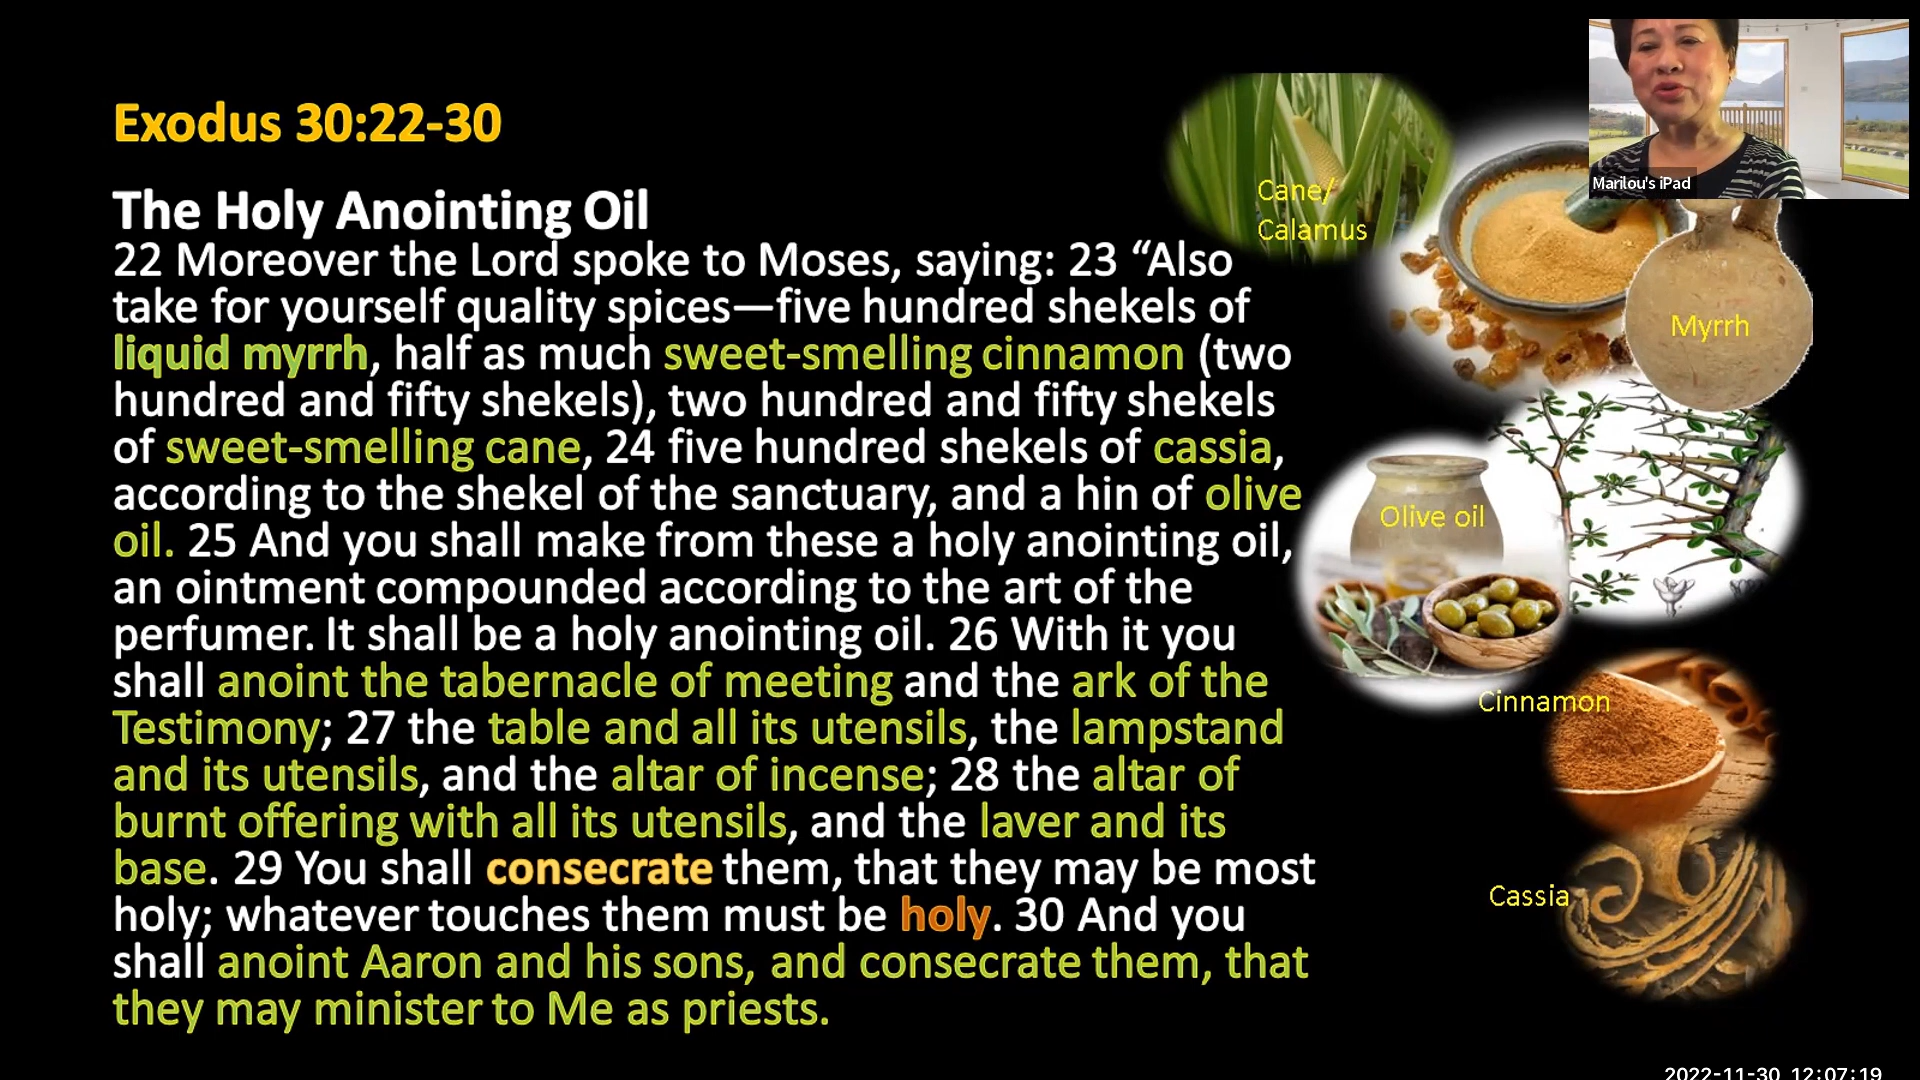 Exodus 30:22-30
The Holy Anointing Oil
22 Moreover the Lord spoke to Moses, saying: 23 “Also
take for yourself quality spices—five hundred shekels of
liquid myrrh, half as much sweet-smelling cinnamon (two
hundred and fifty shekels), two hundred and fifty shekels
of sweet-smelling cane, 24 five hundred shekels of cassia,
according to the shekel of the sanctuary, and a hin of olive
oil. 25 And you shall make from these a holy anointing oil,
an ointment compounded according to the art of the
perfumer. It shall be a holy anointing oil. 26 With it you
shall anoint the tabernacle of meeting and the ark of the
Testimony; 27 the table and all its utensils, the lampstand
and its utensils, and the altar of incense; 28 the altar of
burnt offering with all its utensils, and the laver and its
base. 29 You shall consecrate them, that they may be most
holy; whatever touches them must be holy. 30 And you
shall anoint Aaron and his sons, and consecrate them, that
they may minister to Me as priests.
Cane/
Calamus
Marilou's iPad
Myrrh
Olive oil
Cinnamon
Cassia
2022-11-30 12:07:19